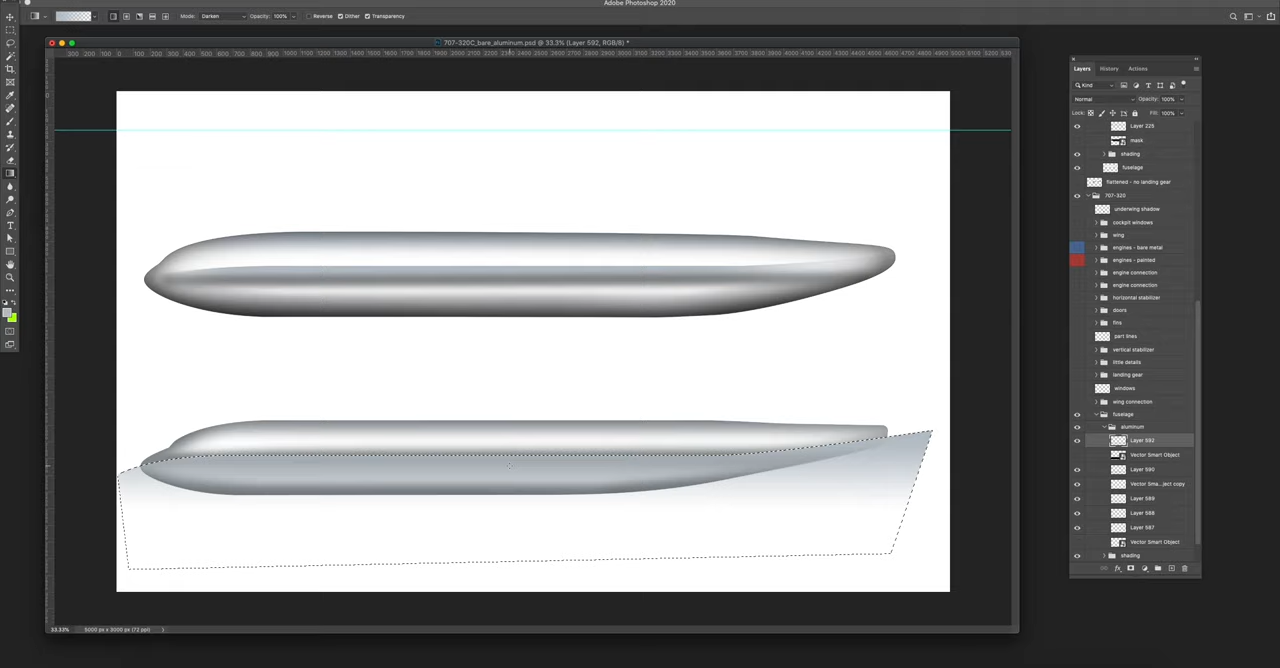 Adobe Photoshop 2020
Mode: Darken Opacity: 100% Reverse Dither Transparency
707-320C_bare_aluminum.psd @ 33.3% (Layer 592, RGB/8) *
Layers History Actions
Kind
Normal Opacity: 100%
Lock: Fill: 100%
Layer 225
mask
shading
fuselage
flattened - no landing gear
707-320
underwing shadow
cockpit windows
wing
engines - bare metal
engines - painted
engine connection
engine connection
horizontal stabilizer
doors
fins
part lines
vertical stabilizer
little details
landing gear
windows
wing connection
fuselage
aluminum
Layer 592
Vector Smart Object
Layer 590
Vector Sma...ject copy
Layer 589
Layer 588
Layer 587
Vector Smart Object
shading
33.33% 5000 px x 3000 px (72 ppi)